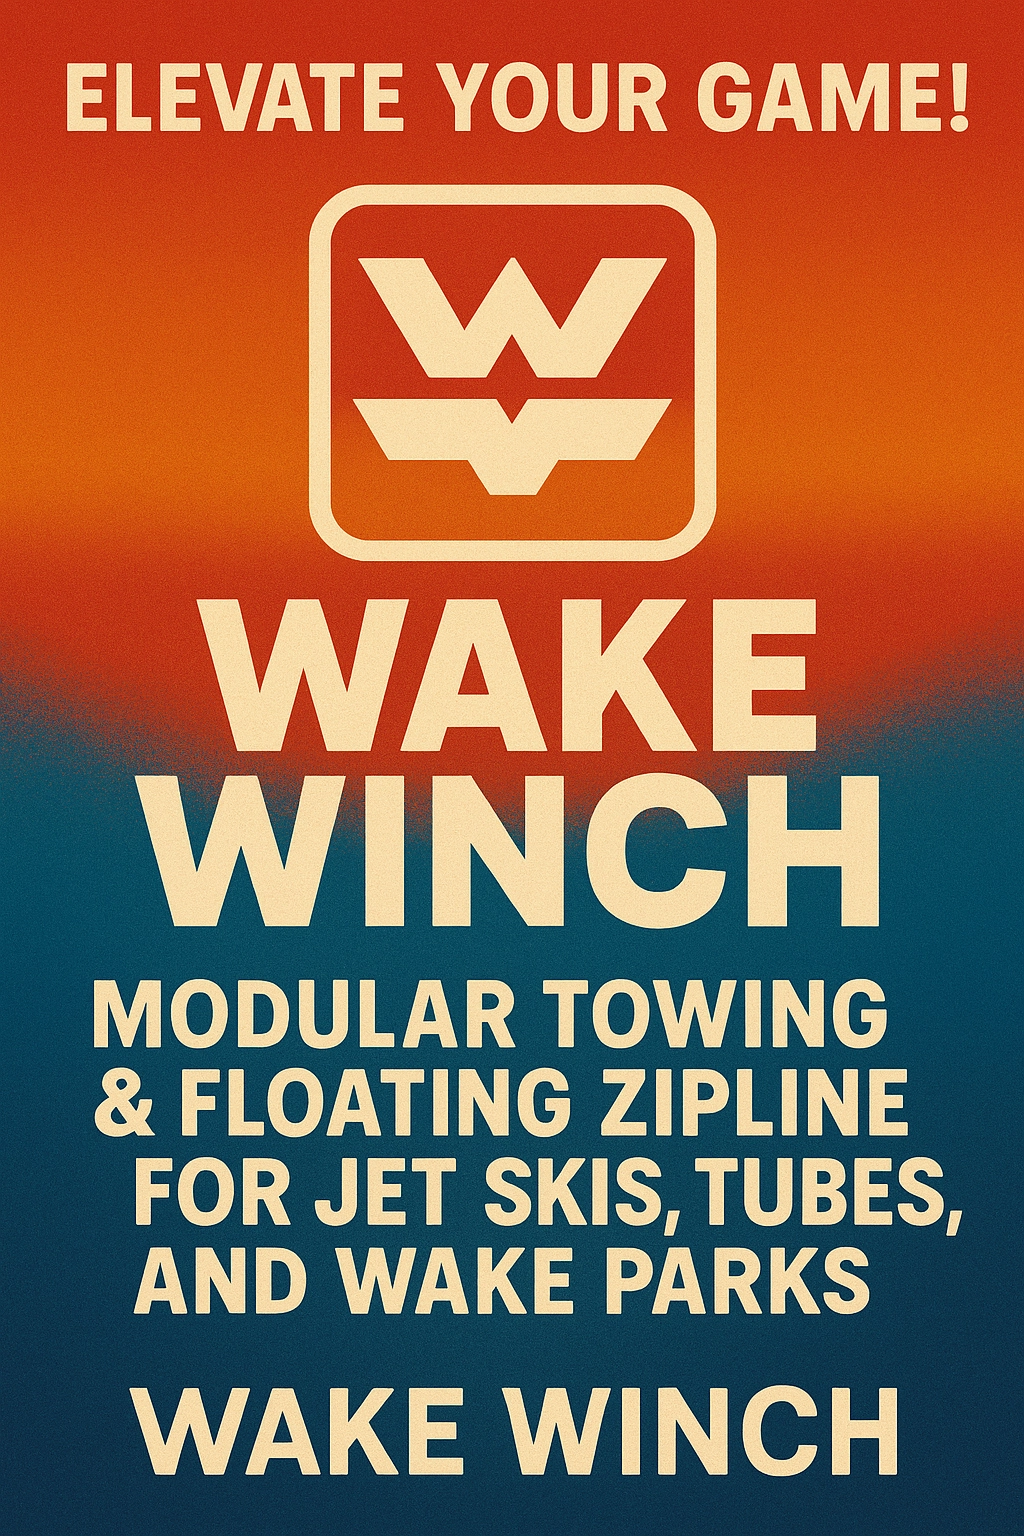 ELEVATE YOUR GAME!
W
WAKE
WINCH
MODULAR TOWING
& FLOATING ZIPLINE
FOR JET SKIS, TUBES,
AND WAKE PARKS
WAKE WINCH